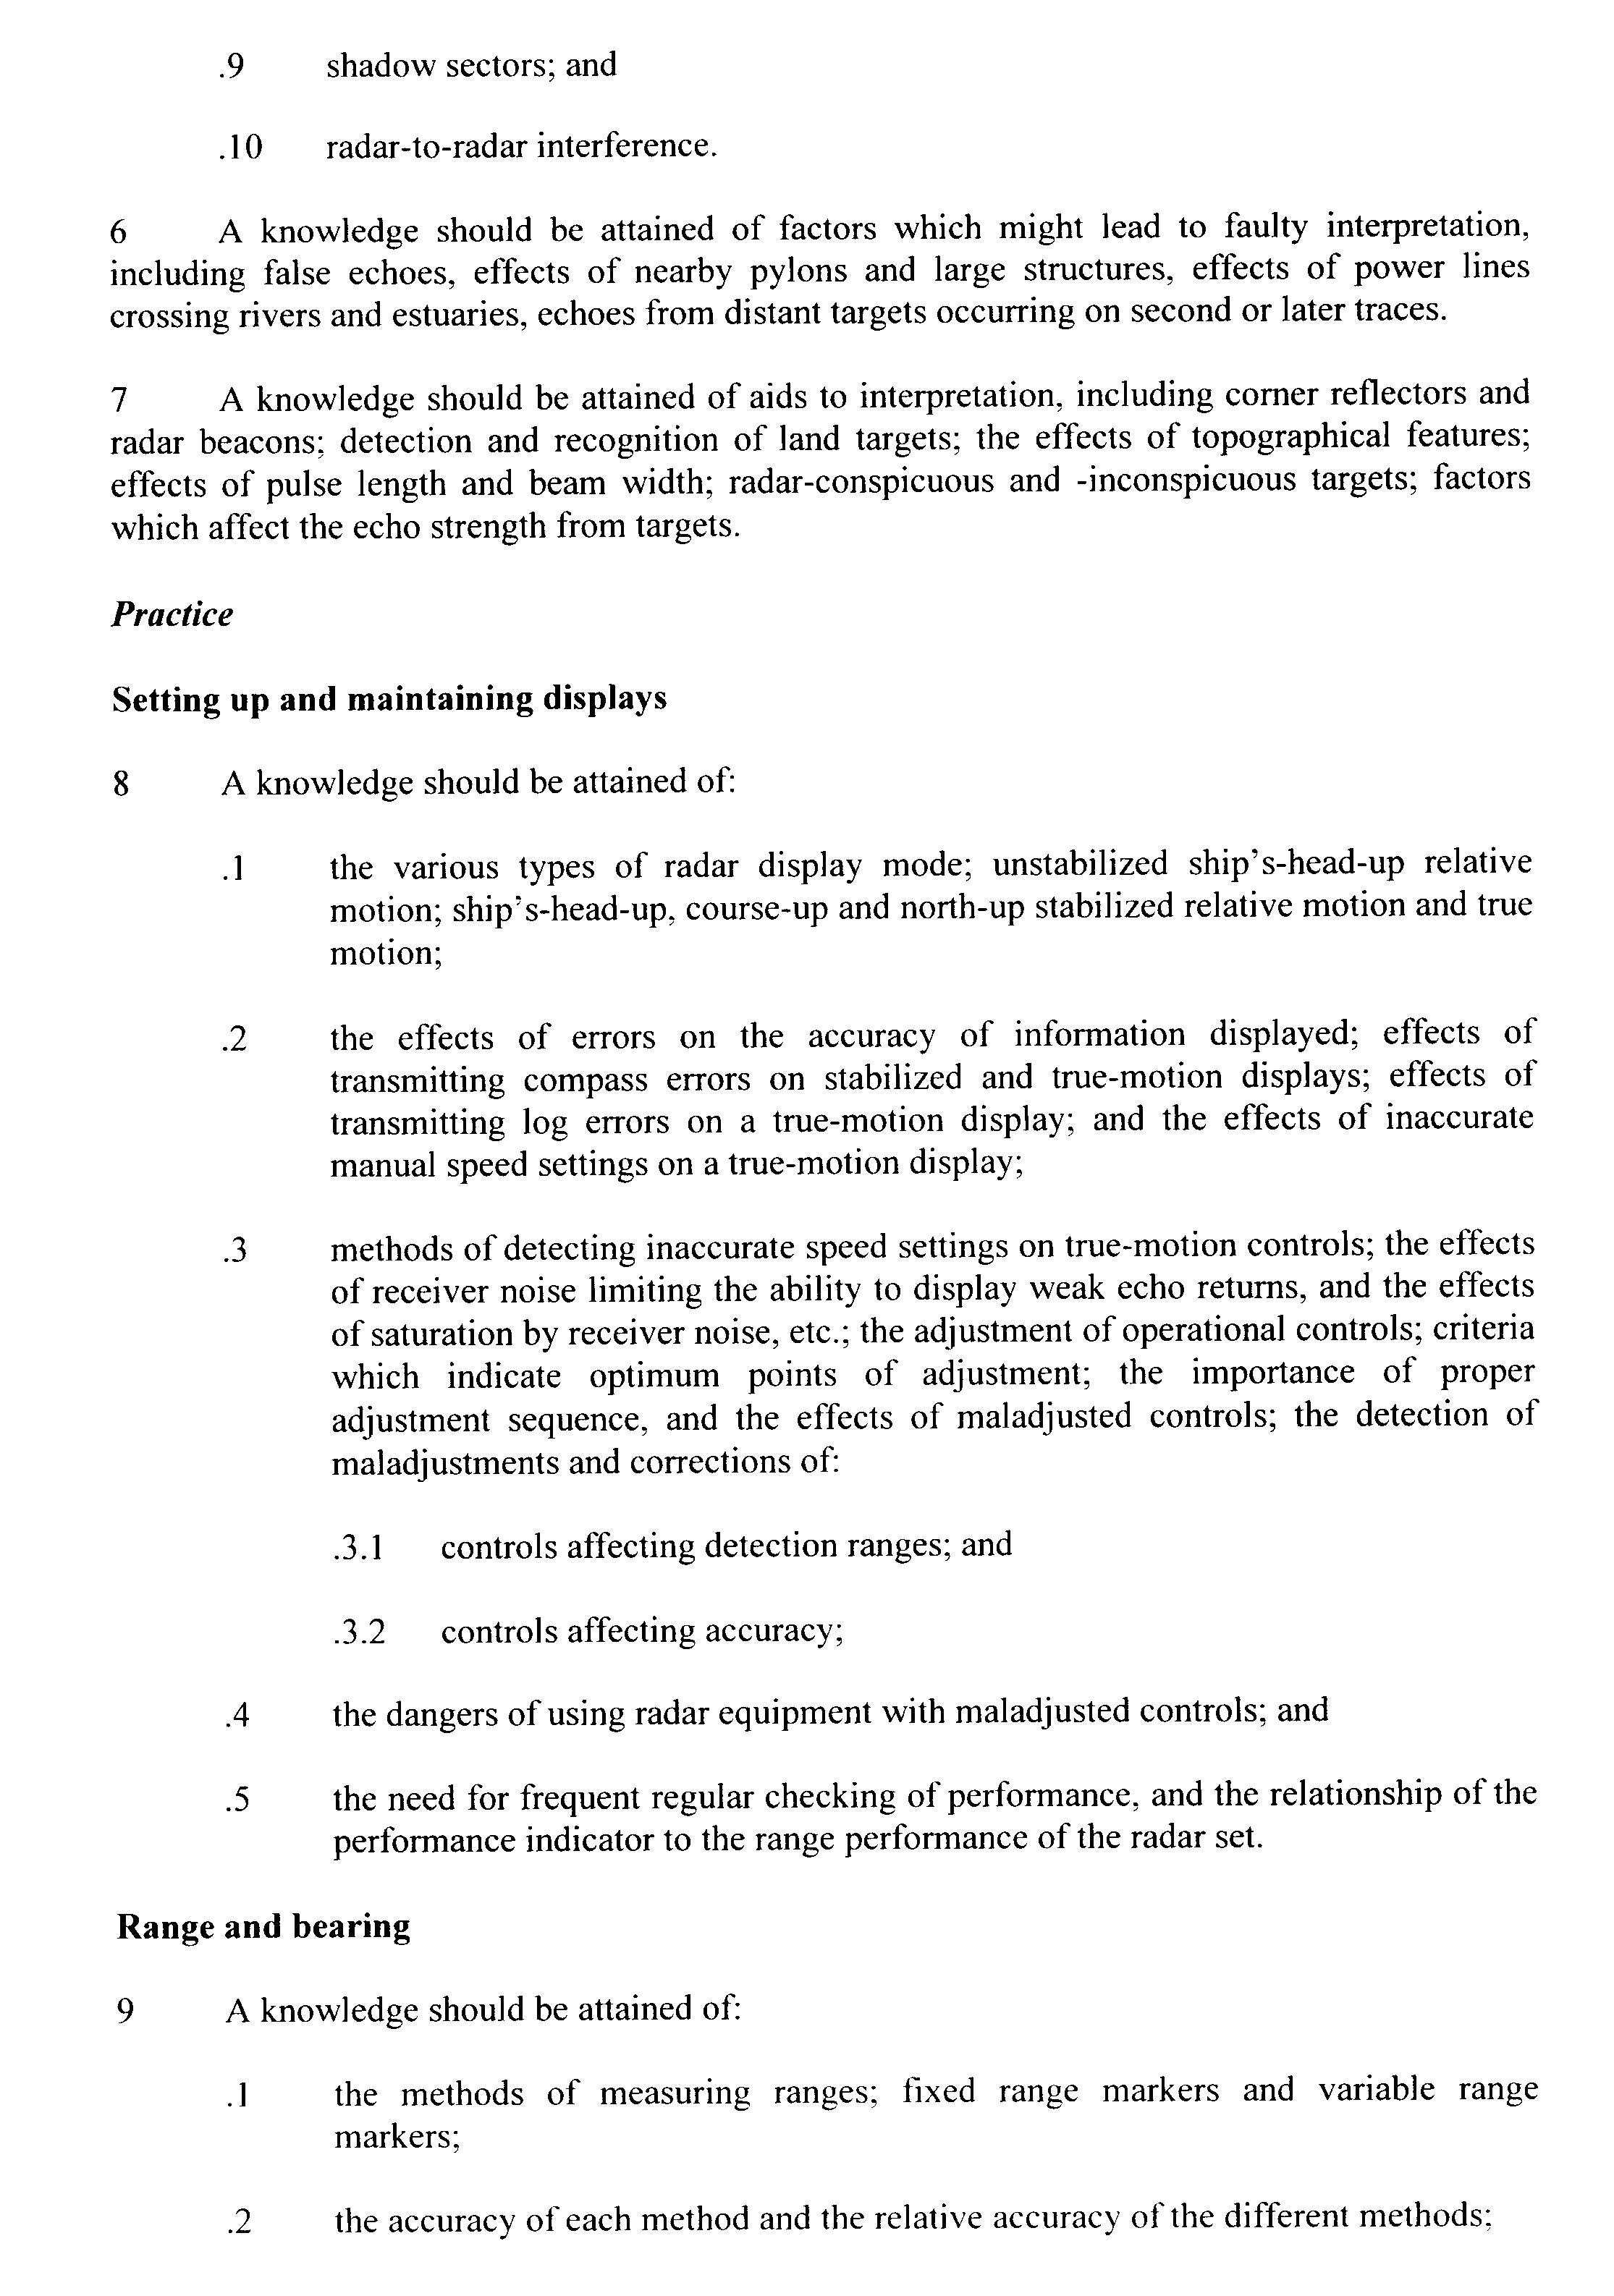 .9 shadow sectors; and
.10 radar-to-radar interference.
6 A knowledge should be attained of factors which might lead to faulty interpretation,
including false echoes, effects of nearby pylons and large structures, effects of power lines
crossing rivers and estuaries, echoes from distant targets occurring on second or later traces.
7 A knowledge should be attained of aids to interpretation, including corner reflectors and
radar beacons; detection and recognition of land targets; the effects of topographical features;
effects of pulse length and beam width; radar-conspicuous and -inconspicuous targets; factors
which affect the echo strength from targets.
Practice
Setting up and maintaining displays
8 A knowledge should be attained of:
.1 the various types of radar display mode; unstabilized ship's-head-up relative
motion; ship's-head-up, course-up and north-up stabilized relative motion and true
motion;
.2 the effects of errors on the accuracy of information displayed; effects of
transmitting compass errors on stabilized and true-motion displays; effects of
transmitting log errors on a true-motion display; and the effects of inaccurate
manual speed settings on a true-motion display;
.3 methods of detecting inaccurate speed settings on true-motion controls; the effects
of receiver noise limiting the ability to display weak echo returns, and the effects
of saturation by receiver noise, etc.; the adjustment of operational controls; criteria
which indicate optimum points of adjustment; the importance of proper
adjustment sequence, and the effects of maladjusted controls; the detection of
maladjustments and corrections of:
.3.1 controls affecting detection ranges; and
.3.2 controls affecting accuracy;
.4 the dangers of using radar equipment with maladjusted controls; and
.5 the need for frequent regular checking of performance, and the relationship of the
performance indicator to the range performance of the radar set.
Range and bearing
9 A knowledge should be attained of:
.1 the methods of measuring ranges; fixed range markers and variable range
markers;
.2 the accuracy of each method and the relative accuracy of the different methods;